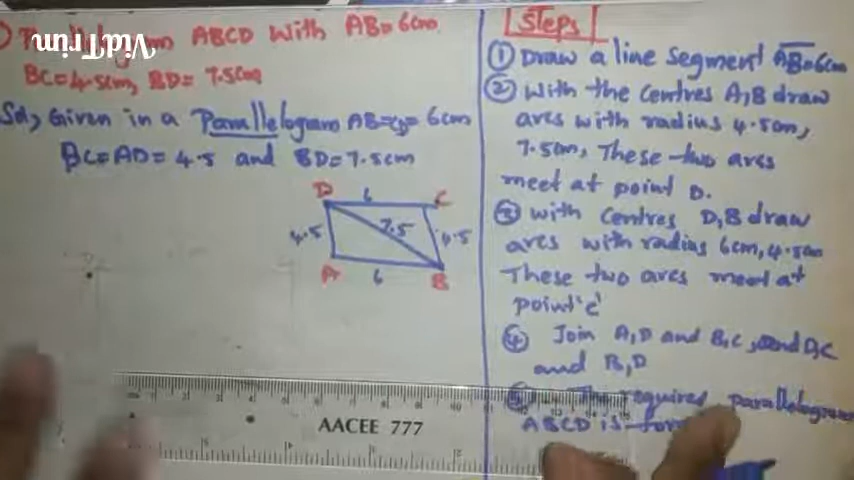 Parallelogram ABCD with AB=6cm
VidTrim
BC=4.5cm, BD= 7.5cm
Sol, Given in a Parallelogram AB=CD= 6cm
BC=AD= 4.5 and BD=7.5cm
D 6 C
4.5 7.5 4.5
A 6 B
AACEE 777
Steps
① Draw a line segment AB=6cm
② with the centres A,B draw
arcs with radius 4.5cm,
7.5cm, These two arcs
meet at point D.
③ with centres D,B draw
arcs with radius 6cm, 4.5cm
These two arcs meet at
point 'c'
④ Join A,D and B,C, and D,C
and B,D
⑤ The required parallelogram
ABCD is